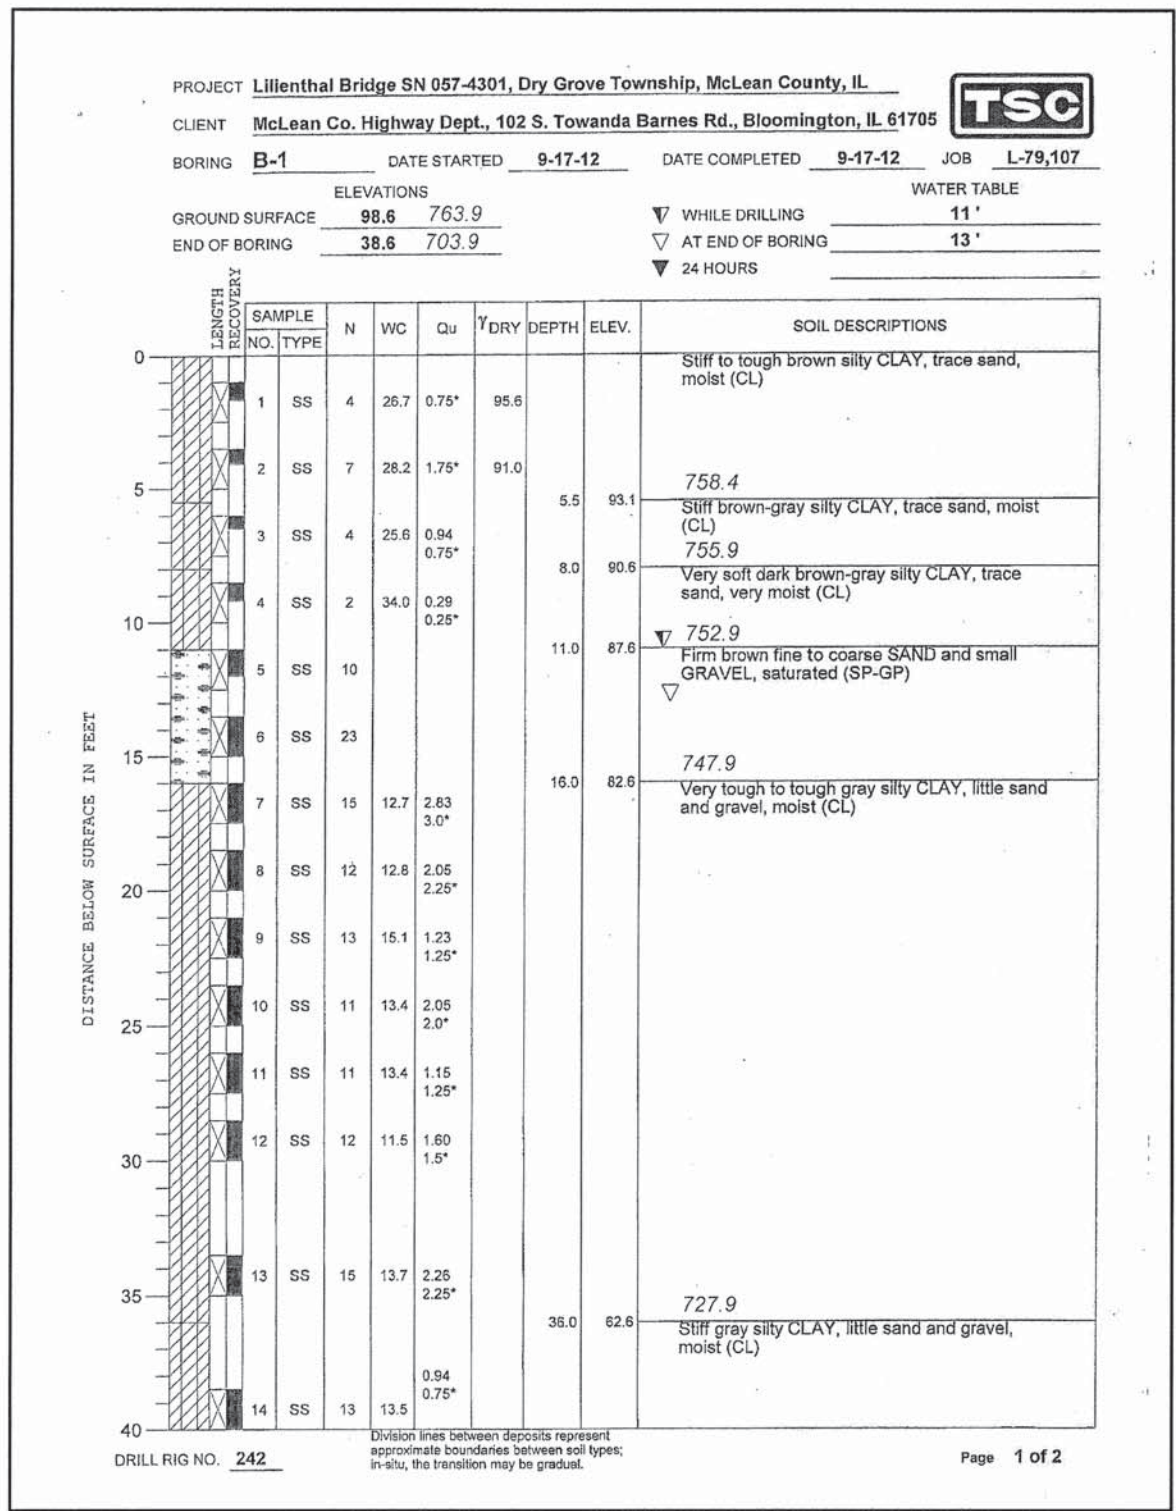 PROJECT Lilienthal Bridge SN 057-4301, Dry Grove Township, McLean County, IL
TSC
CLIENT McLean Co. Highway Dept., 102 S. Towanda Barnes Rd., Bloomington, IL 61705
BORING B-1 DATE STARTED 9-17-12 DATE COMPLETED 9-17-12 JOB L-79,107
ELEVATIONS WATER TABLE
GROUND SURFACE 98.6 763.9 WHILE DRILLING 11 '
END OF BORING 38.6 703.9 AT END OF BORING 13 '
24 HOURS
LENGTH
RECOVERY
SAMPLE N WC Qu γDRY DEPTH ELEV. SOIL DESCRIPTIONS
NO. TYPE
0 Stiff to tough brown silty CLAY, trace sand,
moist (CL)
1 SS 4 26.7 0.75* 95.6
2 SS 7 28.2 1.75* 91.0
758.4
5 5.5 93.1
Stiff brown-gray silty CLAY, trace sand, moist
(CL)
3 SS 4 25.6 0.94
0.75*
755.9
8.0 90.6
Very soft dark brown-gray silty CLAY, trace
sand, very moist (CL)
4 SS 2 34.0 0.29
0.25*
10
752.9
11.0 87.6
Firm brown fine to coarse SAND and small
GRAVEL, saturated (SP-GP)
5 SS 10
6 SS 23
15
747.9
16.0 82.6
Very tough to tough gray silty CLAY, little sand
and gravel, moist (CL)
7 SS 15 12.7 2.83
3.0*
8 SS 12 12.8 2.05
2.25*
20
9 SS 13 15.1 1.23
1.25*
10 SS 11 13.4 2.05
2.0*
25
11 SS 11 13.4 1.15
1.25*
12 SS 12 11.5 1.60
1.5*
30
13 SS 15 13.7 2.26
2.25*
35
727.9
36.0 62.6
Stiff gray silty CLAY, little sand and gravel,
moist (CL)
0.94
0.75*
14 SS 13 13.5
40
DISTANCE BELOW SURFACE IN FEET
Division lines between deposits represent
approximate boundaries between soil types;
in-situ, the transition may be gradual.
DRILL RIG NO. 242 Page 1 of 2